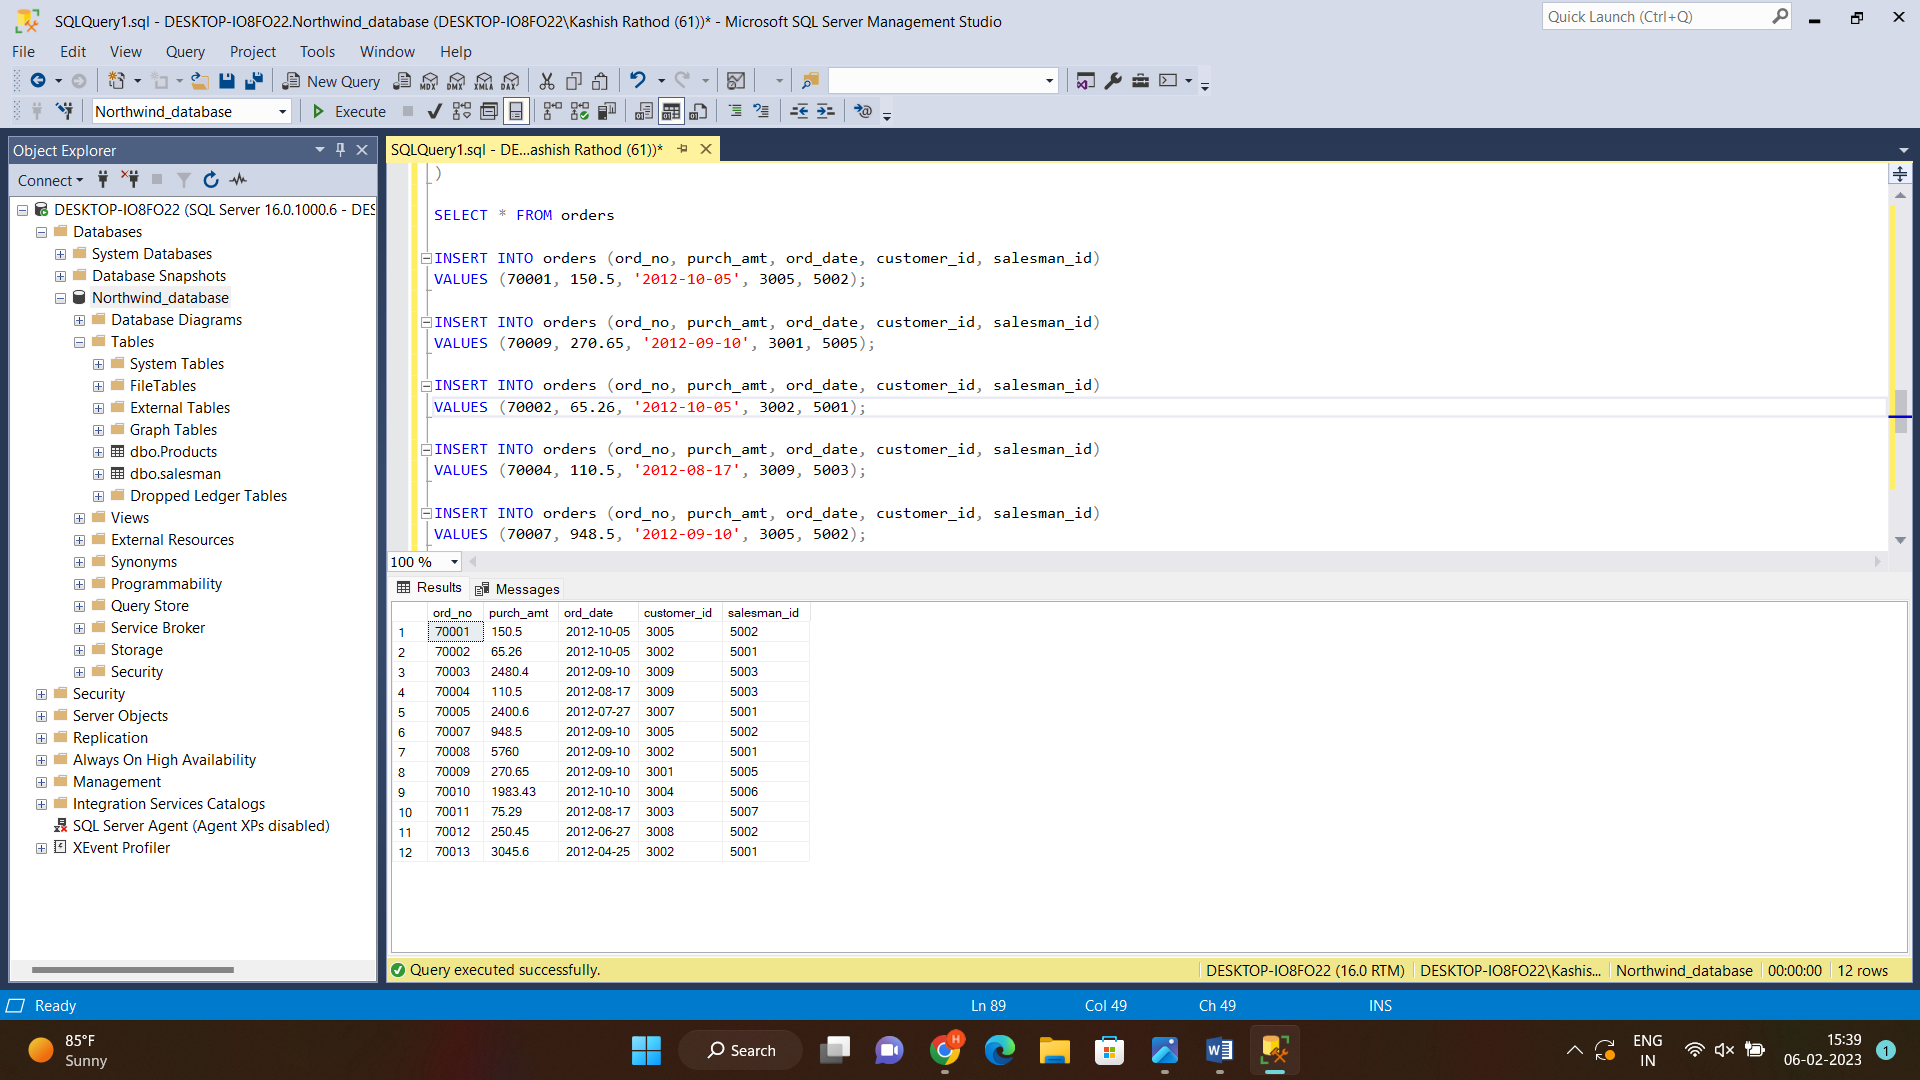 SQLQuery1.sql - DESKTOP-IO8FO22.Northwind_database (DESKTOP-IO8FO22\Kashish Rathod (61))* - Microsoft SQL Server Management Studio
Quick Launch (Ctrl+Q)
File Edit View Query Project Tools Window Help
New Query MDX DMX XMLA DAX
Northwind_database Execute
Object Explorer
Connect
DESKTOP-IO8FO22 (SQL Server 16.0.1000.6 - DES
Databases
System Databases
Database Snapshots
Northwind_database
Database Diagrams
Tables
System Tables
FileTables
External Tables
Graph Tables
dbo.Products
dbo.salesman
Dropped Ledger Tables
Views
External Resources
Synonyms
Programmability
Query Store
Service Broker
Storage
Security
Security
Server Objects
Replication
Always On High Availability
Management
Integration Services Catalogs
SQL Server Agent (Agent XPs disabled)
XEvent Profiler
SQLQuery1.sql - DE...ashish Rathod (61))*
)
SELECT * FROM orders
INSERT INTO orders (ord_no, purch_amt, ord_date, customer_id, salesman_id)
VALUES (70001, 150.5, '2012-10-05', 3005, 5002);
INSERT INTO orders (ord_no, purch_amt, ord_date, customer_id, salesman_id)
VALUES (70009, 270.65, '2012-09-10', 3001, 5005);
INSERT INTO orders (ord_no, purch_amt, ord_date, customer_id, salesman_id)
VALUES (70002, 65.26, '2012-10-05', 3002, 5001);
INSERT INTO orders (ord_no, purch_amt, ord_date, customer_id, salesman_id)
VALUES (70004, 110.5, '2012-08-17', 3009, 5003);
INSERT INTO orders (ord_no, purch_amt, ord_date, customer_id, salesman_id)
VALUES (70007, 948.5, '2012-09-10', 3005, 5002);
100 %
Results Messages
ord_no purch_amt ord_date customer_id salesman_id
1 70001 150.5 2012-10-05 3005 5002
2 70002 65.26 2012-10-05 3002 5001
3 70003 2480.4 2012-09-10 3009 5003
4 70004 110.5 2012-08-17 3009 5003
5 70005 2400.6 2012-07-27 3007 5001
6 70007 948.5 2012-09-10 3005 5002
7 70008 5760 2012-09-10 3002 5001
8 70009 270.65 2012-09-10 3001 5005
9 70010 1983.43 2012-10-10 3004 5006
10 70011 75.29 2012-08-17 3003 5007
11 70012 250.45 2012-06-27 3008 5002
12 70013 3045.6 2012-04-25 3002 5001
Query executed successfully. DESKTOP-IO8FO22 (16.0 RTM) DESKTOP-IO8FO22\Kashis... Northwind_database 00:00:00 12 rows
Ready Ln 89 Col 49 Ch 49 INS
85°F
Sunny
Search
H
ENG
IN
15:39
06-02-2023
1